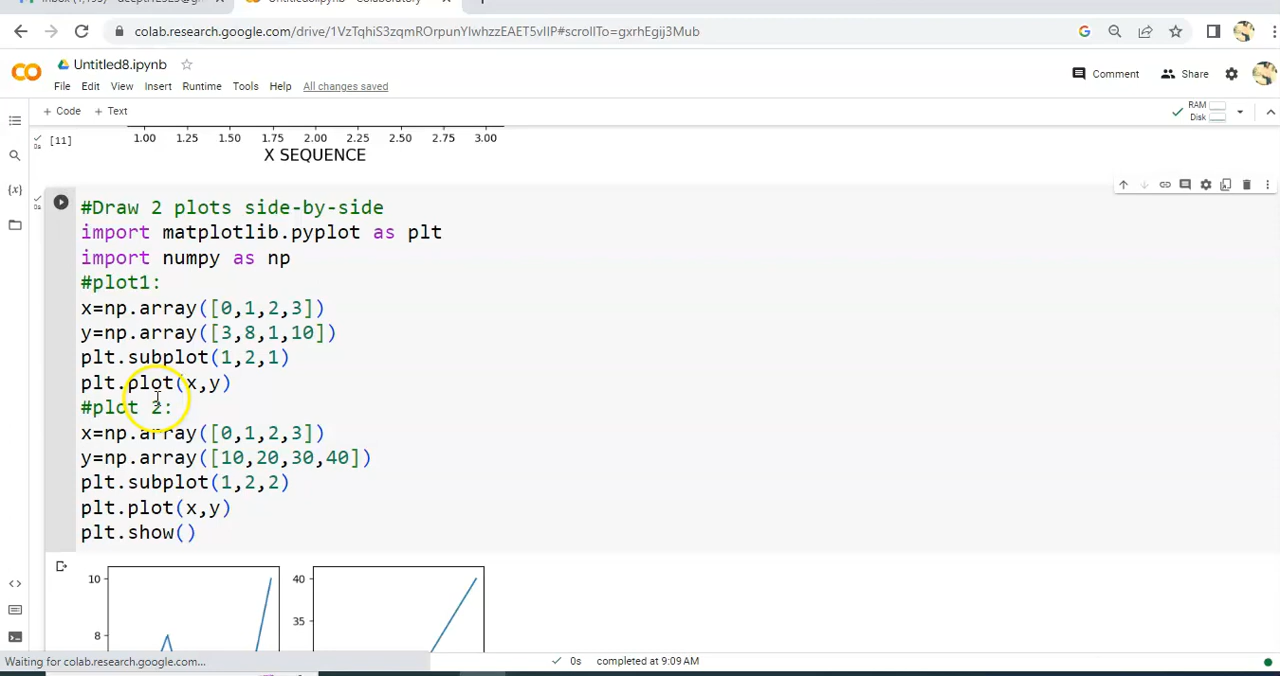 Untitled8.ipynb - Colaboratory
colab.research.google.com/drive/1VzTqhiS3zqmROrpunYlwhzzEAET5vIIP#scrollTo=gxrhEgij3Mub
Untitled8.ipynb
File Edit View Insert Runtime Tools Help All changes saved
Comment Share
+ Code + Text
RAM
Disk
1.00 1.25 1.50 1.75 2.00 2.25 2.50 2.75 3.00
[11]
X SEQUENCE
0s
#Draw 2 plots side-by-side
import matplotlib.pyplot as plt
import numpy as np
#plot1:
x=np.array([0,1,2,3])
y=np.array([3,8,1,10])
plt.subplot(1,2,1)
plt.plot(x,y)
#plot 2:
x=np.array([0,1,2,3])
y=np.array([10,20,30,40])
plt.subplot(1,2,2)
plt.plot(x,y)
plt.show()
10
40
35
8
Waiting for colab.research.google.com...
0s completed at 9:09 AM